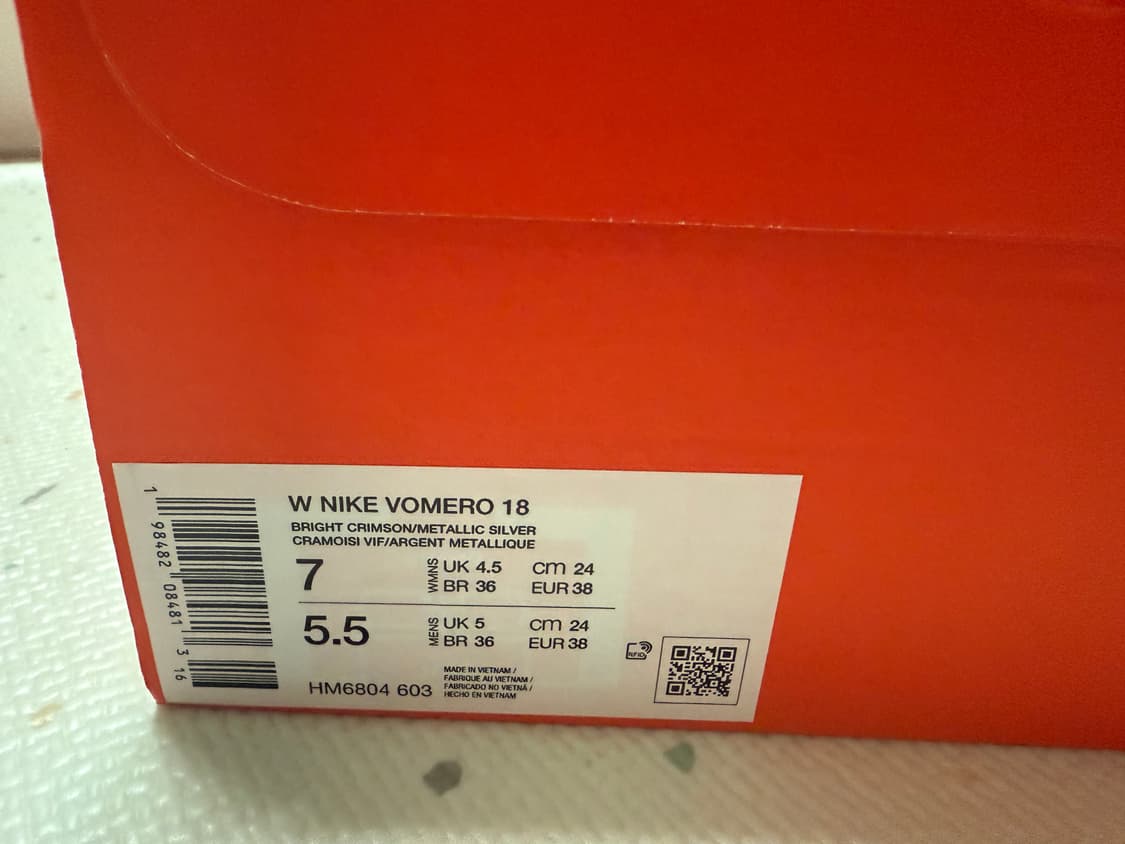 W NIKE VOMERO 18
BRIGHT CRIMSON/METALLIC SILVER
CRAMOISI VIF/ARGENT METALLIQUE
7 WMNS UK 4.5 cm 24
BR 36 EUR 38
5.5 MENS UK 5 cm 24
BR 36 EUR 38
HM6804 603
MADE IN VIETNAM /
FABRIQUE AU VIETNAM /
FABRICADO NO VIETNÃ /
HECHO EN VIETNAM
RFID
1 98482 08481 3 16